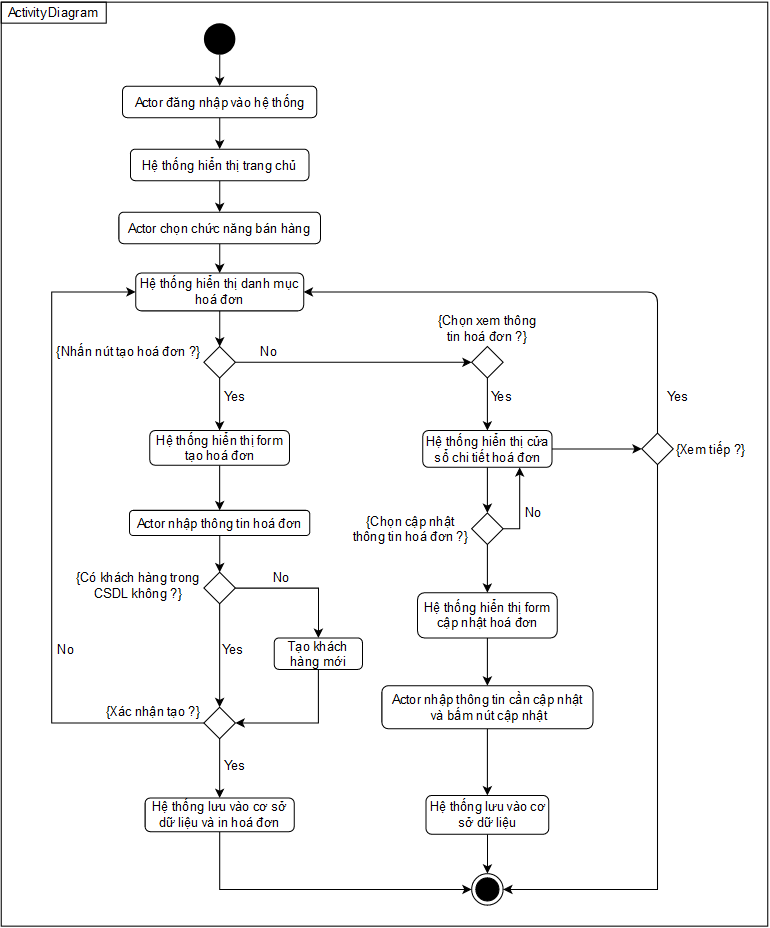 ActivityDiagram
Actor đăng nhập vào hệ thống
Hệ thống hiển thị trang chủ
Actor chọn chức năng bán hàng
Hệ thống hiển thị danh mục
hoá đơn
{Nhấn nút tạo hoá đơn ?}
No
{Chọn xem thông
tin hoá đơn ?}
Yes
Yes
Yes
Hệ thống hiển thị form
tạo hoá đơn
Hệ thống hiển thị cửa
sổ chi tiết hoá đơn
{Xem tiếp ?}
Actor nhập thông tin hoá đơn
{Chọn cập nhật
thông tin hoá đơn ?}
No
{Có khách hàng trong
CSDL không ?}
No
Hệ thống hiển thị form
cập nhật hoá đơn
No
Yes
Tạo khách
hàng mới
{Xác nhận tạo ?}
Actor nhập thông tin cần cập nhật
và bấm nút cập nhật
Yes
Hệ thống lưu vào cơ sở
dữ liệu và in hoá đơn
Hệ thống lưu vào cơ
sở dữ liệu